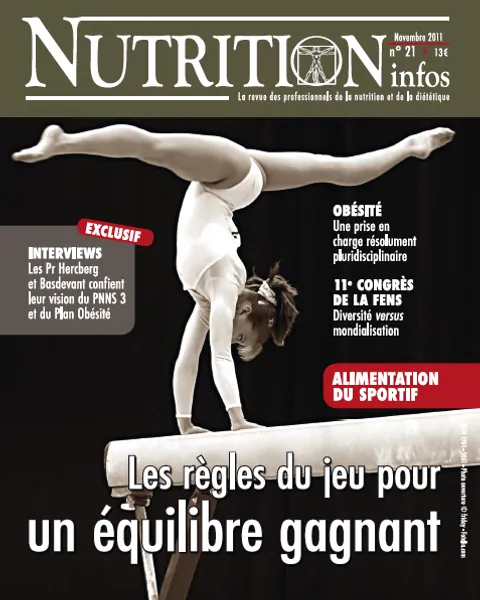 NUTRITION
infos
Novembre 2011
n° 21 • 13€
La revue des professionnels de la nutrition et de la diététique
EXCLUSIF
INTERVIEWS
Les Pr Hercberg
et Basdevant confient
leur vision du PNNS 3
et du Plan Obésité
OBÉSITÉ
Une prise en
charge résolument
pluridisciplinaire
11e CONGRÈS
DE LA FENS
Diversité versus
mondialisation
ALIMENTATION
DU SPORTIF
Les règles du jeu pour
un équilibre gagnant